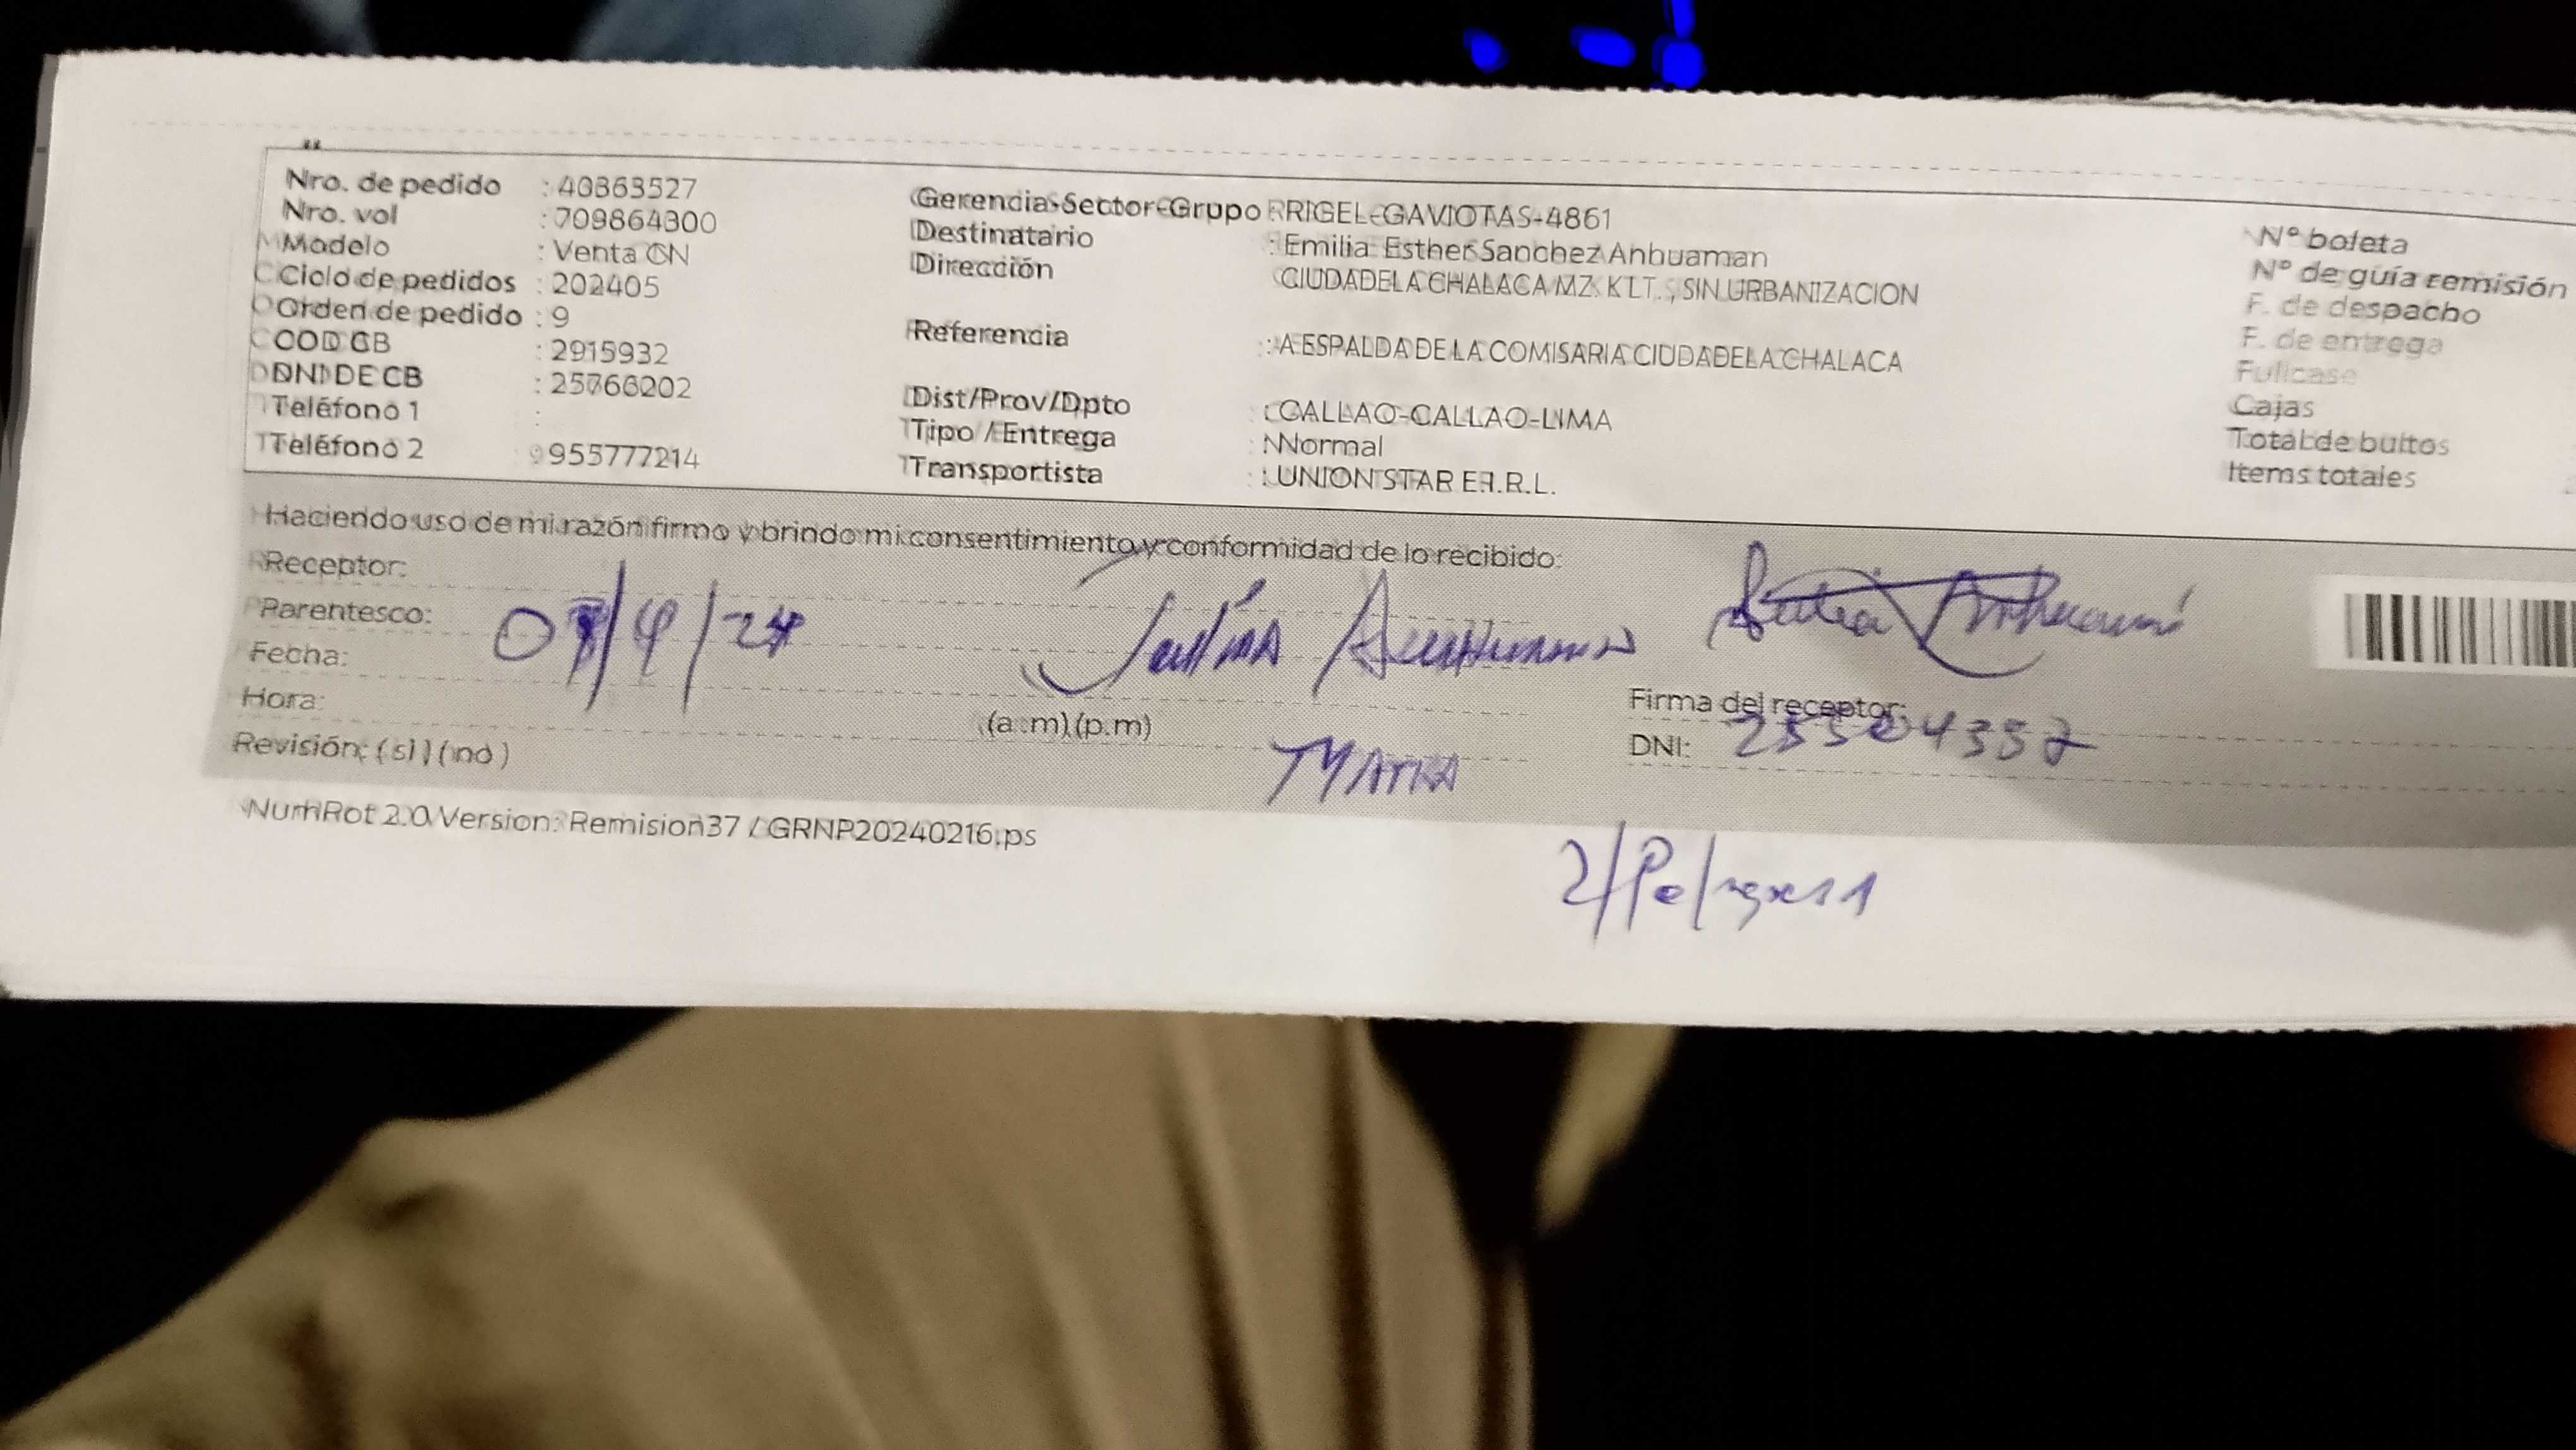 Nro. de pedido : 40863527
Nro. vol : 709864300
Modelo : Venta CN
Ciclo de pedidos : 202405
Orden de pedido : 9
COD CB : 2915932
DNI DE CB : 25766202
Teléfono 1 :
Teléfono 2 955777214
Gerencia-Sector-Grupo RIGEL-GAVIOTAS-4861
Destinatario : Emilia Esther Sanchez Anhuaman
Dirección CIUDADELA CHALACA MZ. K LT. , SIN URBANIZACION
Referencia : A ESPALDA DE LA COMISARIA CIUDADELA CHALACA
Dist/Prov/Dpto : CALLAO-CALLAO-LIMA
Tipo / Entrega : Normal
Transportista : UNION STAR E.I.R.L.
N° boleta
N° de guía remisión
F. de despacho
F. de entrega
Fullcase
Cajas
Total de bultos
Items totales
Haciendo uso de mi razón firmo y brindo mi consentimiento y conformidad de lo recibido:
Receptor:
Parentesco:
Fecha:
Hora: (a.m) (p.m)
Revisión: (si) (no)
Firma del receptor:
DNI:
NumRot 2.0 Version: Remision37 / GRNP20240216.ps